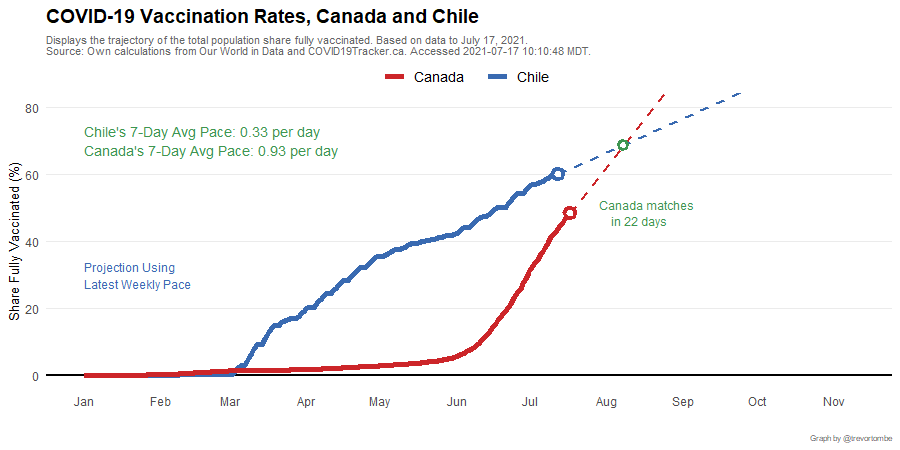 COVID-19 Vaccination Rates, Canada and Chile
Displays the trajectory of the total population share fully vaccinated. Based on data to July 17, 2021.
Source: Own calculations from Our World in Data and COVID19Tracker.ca. Accessed 2021-07-17 10:10:48 MDT.
Canada Chile
Share Fully Vaccinated (%)
80
60
40
20
0
Chile's 7-Day Avg Pace: 0.33 per day
Canada's 7-Day Avg Pace: 0.93 per day
Canada matches
in 22 days
Projection Using
Latest Weekly Pace
Jan Feb Mar Apr May Jun Jul Aug Sep Oct Nov
Graph by @trevortombe